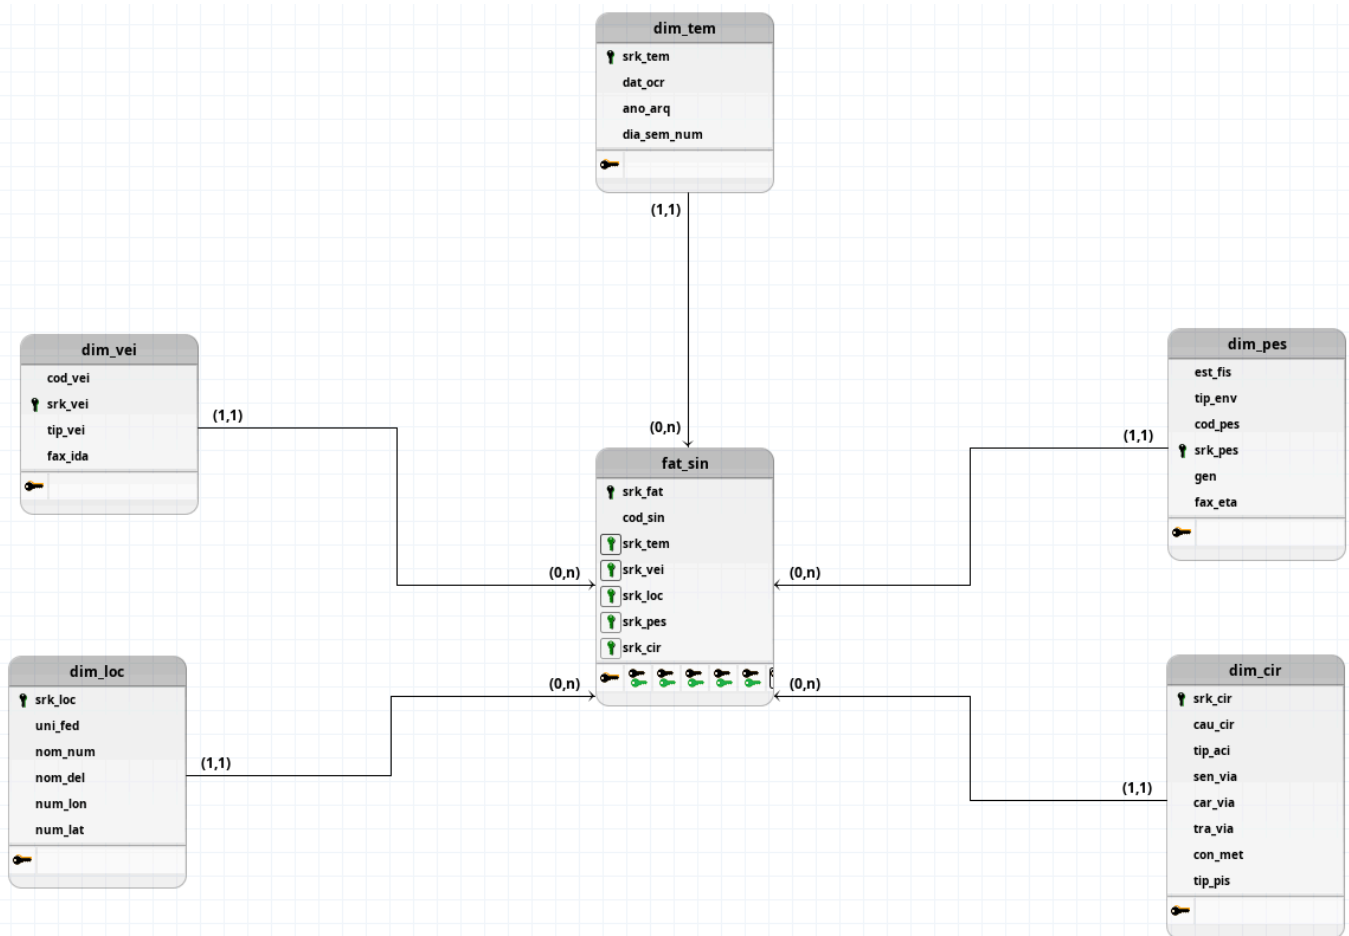 dim_tem
srk_tem
dat_ocr
ano_arq
dia_sem_num
(1,1)
dim_vei
cod_vei
srk_vei
tip_vei
fax_ida
(1,1)
dim_pes
est_fis
tip_env
cod_pes
srk_pes
gen
fax_eta
(1,1)
(0,n)
fat_sin
srk_fat
cod_sin
srk_tem
srk_vei
srk_loc
srk_pes
srk_cir
(0,n)
(0,n)
(0,n)
(0,n)
dim_loc
srk_loc
uni_fed
nom_num
nom_del
num_lon
num_lat
(1,1)
dim_cir
srk_cir
cau_cir
tip_aci
sen_via
car_via
tra_via
con_met
tip_pis
(1,1)